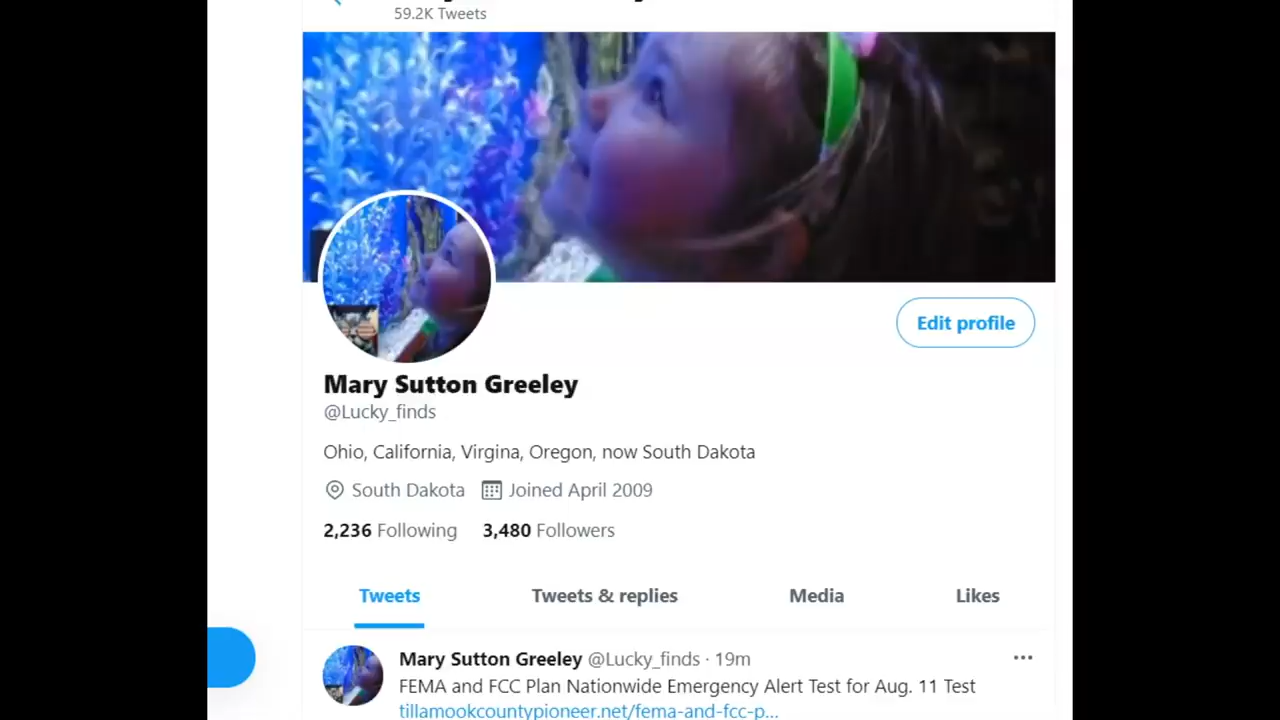 59.2K Tweets
Edit profile
Mary Sutton Greeley
@Lucky_finds
Ohio, California, Virgina, Oregon, now South Dakota
South Dakota Joined April 2009
2,236 Following 3,480 Followers
Tweets Tweets & replies Media Likes
Mary Sutton Greeley @Lucky_finds · 19m
FEMA and FCC Plan Nationwide Emergency Alert Test for Aug. 11 Test
tillamookcountypioneer.net/fema-and-fcc-p...